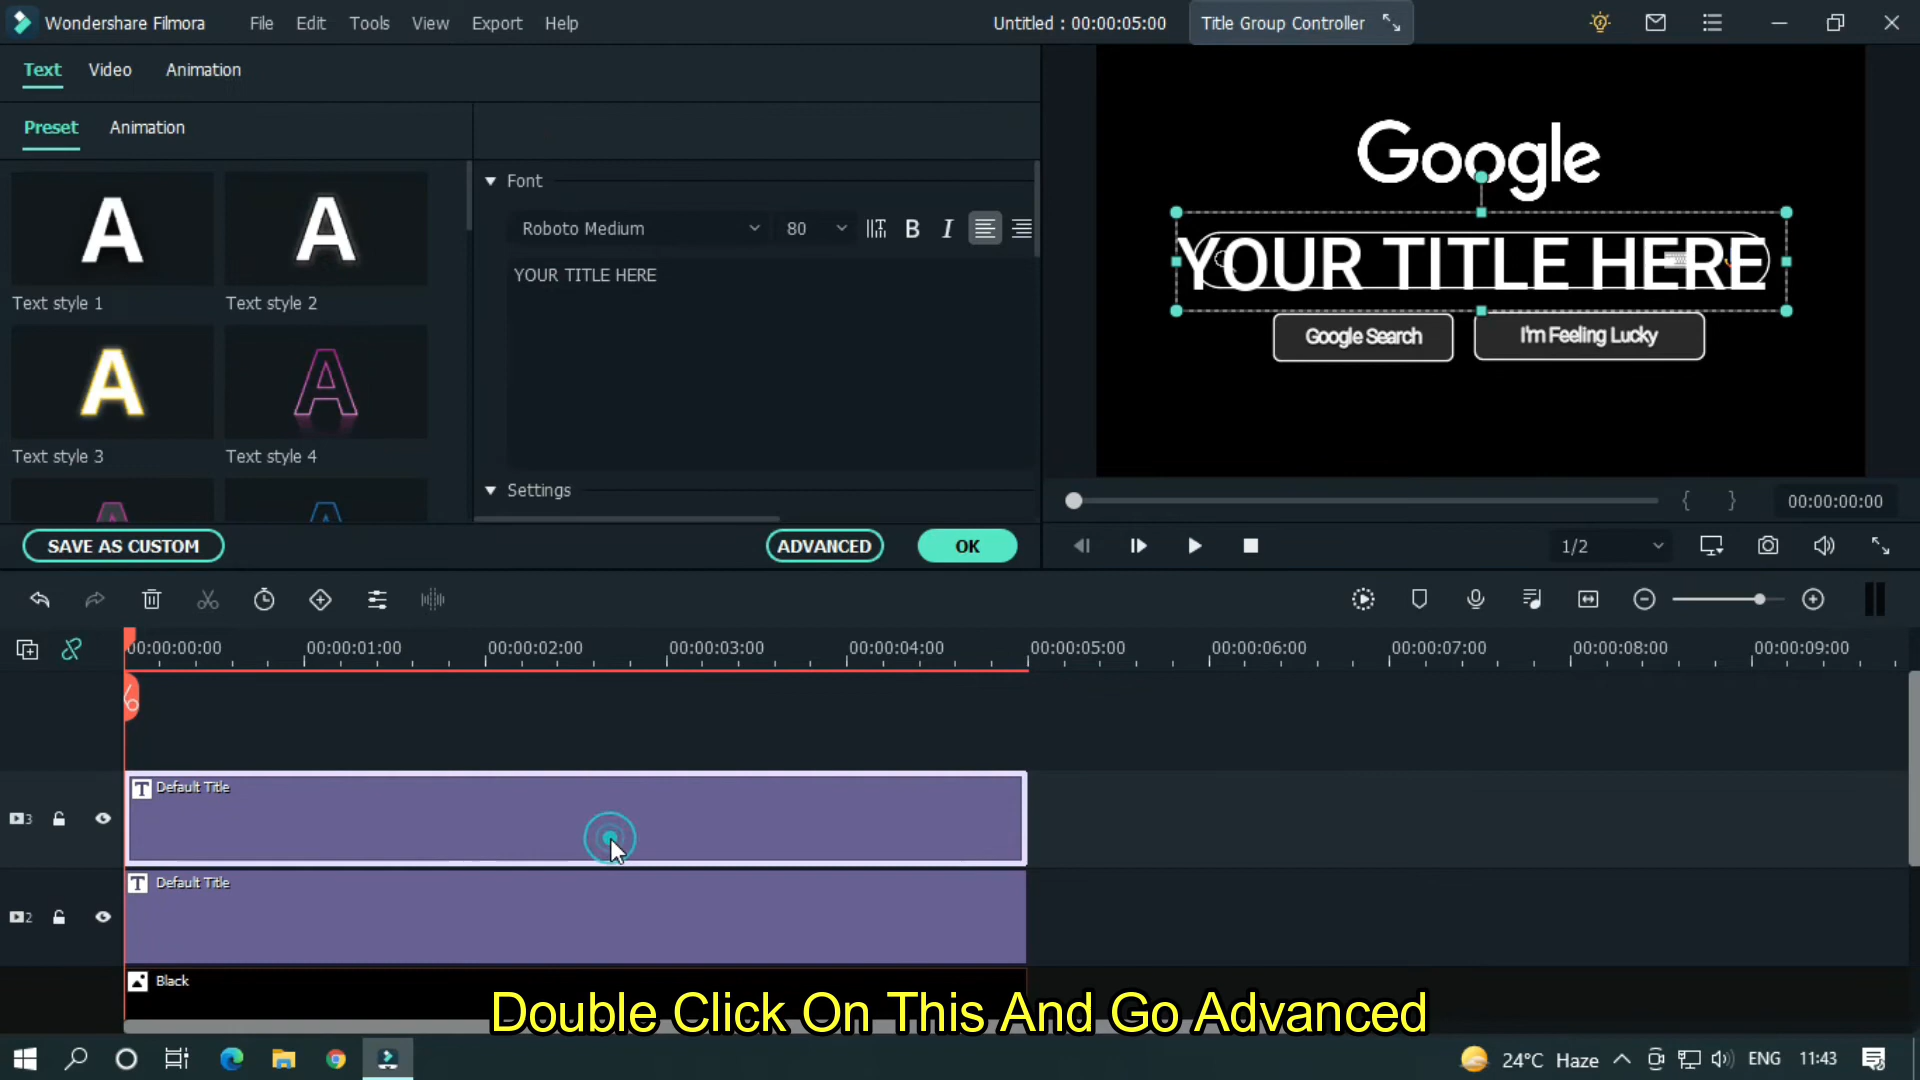 Wondershare Filmora File Edit Tools View Export Help Untitled : 00:00:05:00 Title Group Controller
Text Video Animation
Preset Animation
A A
Text style 1 Text style 2
A A
Text style 3 Text style 4
Font
Roboto Medium 80 B I
YOUR TITLE HERE
Settings
SAVE AS CUSTOM ADVANCED OK
Google
YOUR TITLE HERE
Google Search I'm Feeling Lucky
{ } 00:00:00:00
1/2
00:00:00:00 00:00:01:00 00:00:02:00 00:00:03:00 00:00:04:00 00:00:05:00 00:00:06:00 00:00:07:00 00:00:08:00 00:00:09:00
T Default Title
3
T Default Title
2
Black
Double Click On This And Go Advanced
24°C Haze ENG 11:43